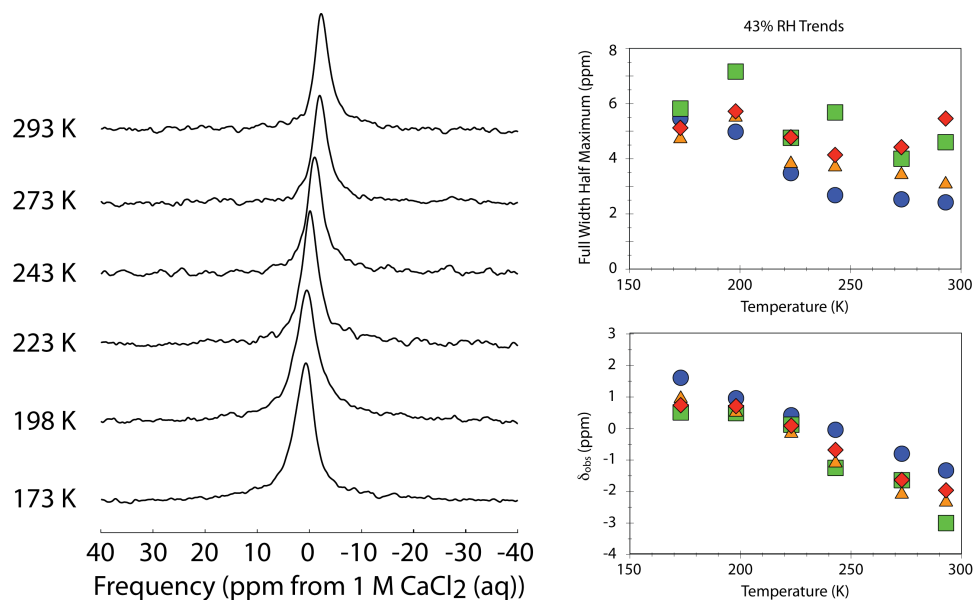 293 K
273 K
243 K
223 K
198 K
173 K
40 30 20 10 0 -10 -20 -30 -40
Frequency (ppm from 1 M CaCl2 (aq))
43% RH Trends
Full Width Half Maximum (ppm)
8
6
4
2
0
150 200 250 300
Temperature (K)
δobs (ppm)
3
2
1
0
-1
-2
-3
-4
150 200 250 300
Temperature (K)